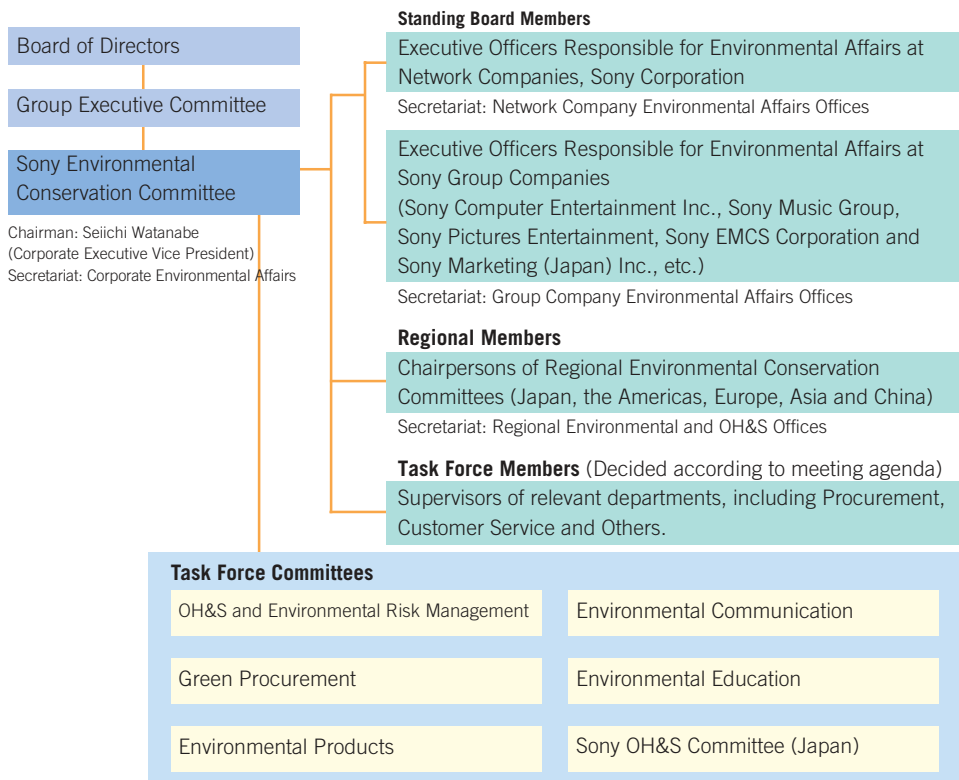 Board of Directors
Group Executive Committee
Sony Environmental
Conservation Committee
Chairman: Seiichi Watanabe
(Corporate Executive Vice President)
Secretariat: Corporate Environmental Affairs
Standing Board Members
Executive Officers Responsible for Environmental Affairs at
Network Companies, Sony Corporation
Secretariat: Network Company Environmental Affairs Offices
Executive Officers Responsible for Environmental Affairs at
Sony Group Companies
(Sony Computer Entertainment Inc., Sony Music Group,
Sony Pictures Entertainment, Sony EMCS Corporation and
Sony Marketing (Japan) Inc., etc.)
Secretariat: Group Company Environmental Affairs Offices
Regional Members
Chairpersons of Regional Environmental Conservation
Committees (Japan, the Americas, Europe, Asia and China)
Secretariat: Regional Environmental and OH&S Offices
Task Force Members (Decided according to meeting agenda)
Supervisors of relevant departments, including Procurement,
Customer Service and Others.
Task Force Committees
OH&S and Environmental Risk Management
Environmental Communication
Green Procurement
Environmental Education
Environmental Products
Sony OH&S Committee (Japan)